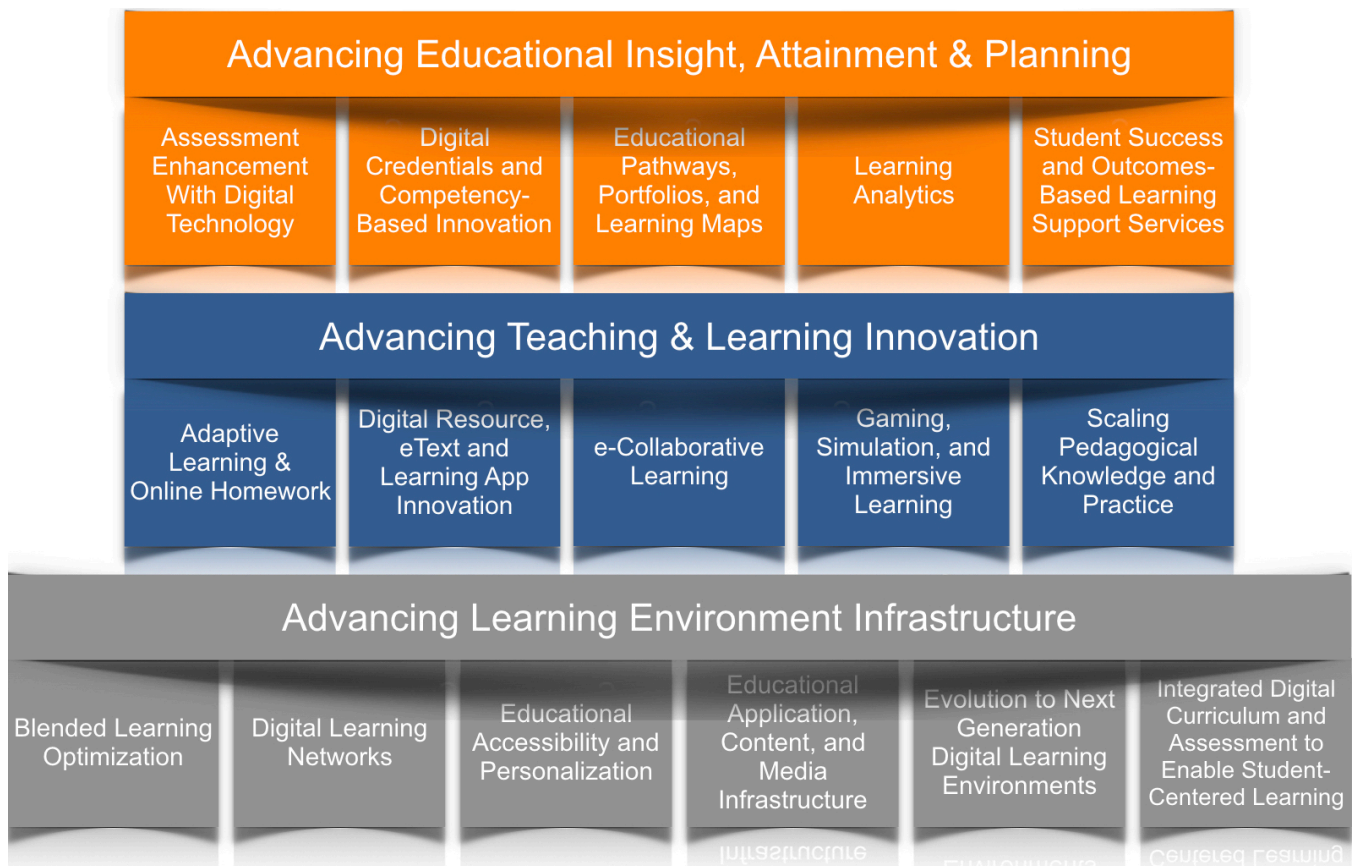 Advancing Educational Insight, Attainment & Planning
Assessment
Enhancement
With Digital
Technology
Digital
Credentials and
Competency-
Based Innovation
Educational
Pathways,
Portfolios, and
Learning Maps
Learning
Analytics
Student Success
and Outcomes-
Based Learning
Support Services
Advancing Teaching & Learning Innovation
Adaptive
Learning &
Online Homework
Digital Resource,
eText and
Learning App
Innovation
e-Collaborative
Learning
Gaming,
Simulation, and
Immersive
Learning
Scaling
Pedagogical
Knowledge and
Practice
Advancing Learning Environment Infrastructure
Blended Learning
Optimization
Digital Learning
Networks
Educational
Accessibility and
Personalization
Educational
Application,
Content, and
Media
Infrastructure
Evolution to Next
Generation
Digital Learning
Environments
Integrated Digital
Curriculum and
Assessment to
Enable Student-
Centered Learning